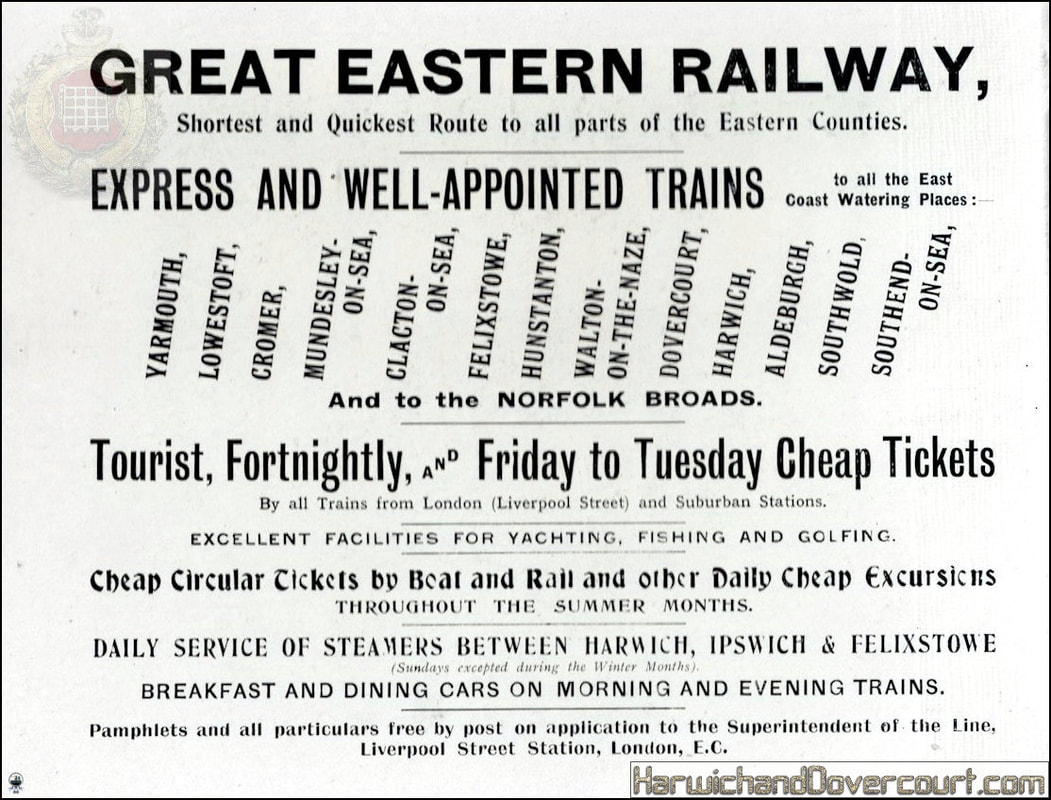 GREAT EASTERN RAILWAY,
Shortest and Quickest Route to all parts of the Eastern Counties.
EXPRESS AND WELL-APPOINTED TRAINS
to all the East
Coast Watering Places:—
YARMOUTH,
LOWESTOFT,
CROMER,
MUNDESLEY-
ON-SEA,
CLACTON-
ON-SEA,
FELIXSTOWE,
HUNSTANTON,
WALTON-
ON-THE-NAZE,
DOVERCOURT,
HARWICH,
ALDEBURGH,
SOUTHWOLD,
SOUTHEND-
ON-SEA,
And to the NORFOLK BROADS.
Tourist, Fortnightly, AND Friday to Tuesday Cheap Tickets
By all Trains from London (Liverpool Street) and Suburban Stations.
EXCELLENT FACILITIES FOR YACHTING, FISHING AND GOLFING.
Cheap Circular Tickets by Boat and Rail and other Daily Cheap Excursions
THROUGHOUT THE SUMMER MONTHS.
DAILY SERVICE OF STEAMERS BETWEEN HARWICH, IPSWICH & FELIXSTOWE
(Sundays excepted during the Winter Months).
BREAKFAST AND DINING CARS ON MORNING AND EVENING TRAINS.
Pamphlets and all particulars free by post on application to the Superintendent of the Line,
Liverpool Street Station, London, E.C.
HarwichandDovercourt.com